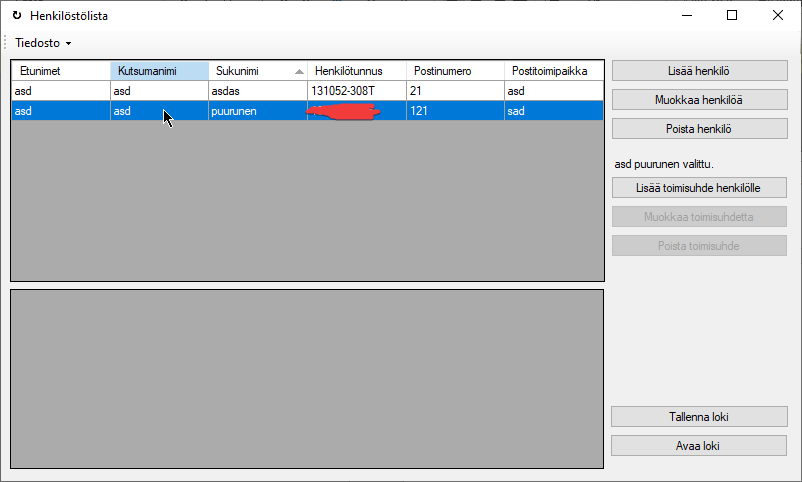 Henkilöstölista
Tiedosto
Etunimet Kutsumanimi Sukunimi Henkilötunnus Postinumero Postitoimipaikka
asd asd asdas 131052-308T 21 asd
asd asd puurunen 121 sad
Lisää henkilö
Muokkaa henkilöä
Poista henkilö
asd puurunen valittu.
Lisää toimisuhde henkilölle
Muokkaa toimisuhdetta
Poista toimisuhde
Tallenna loki
Avaa loki